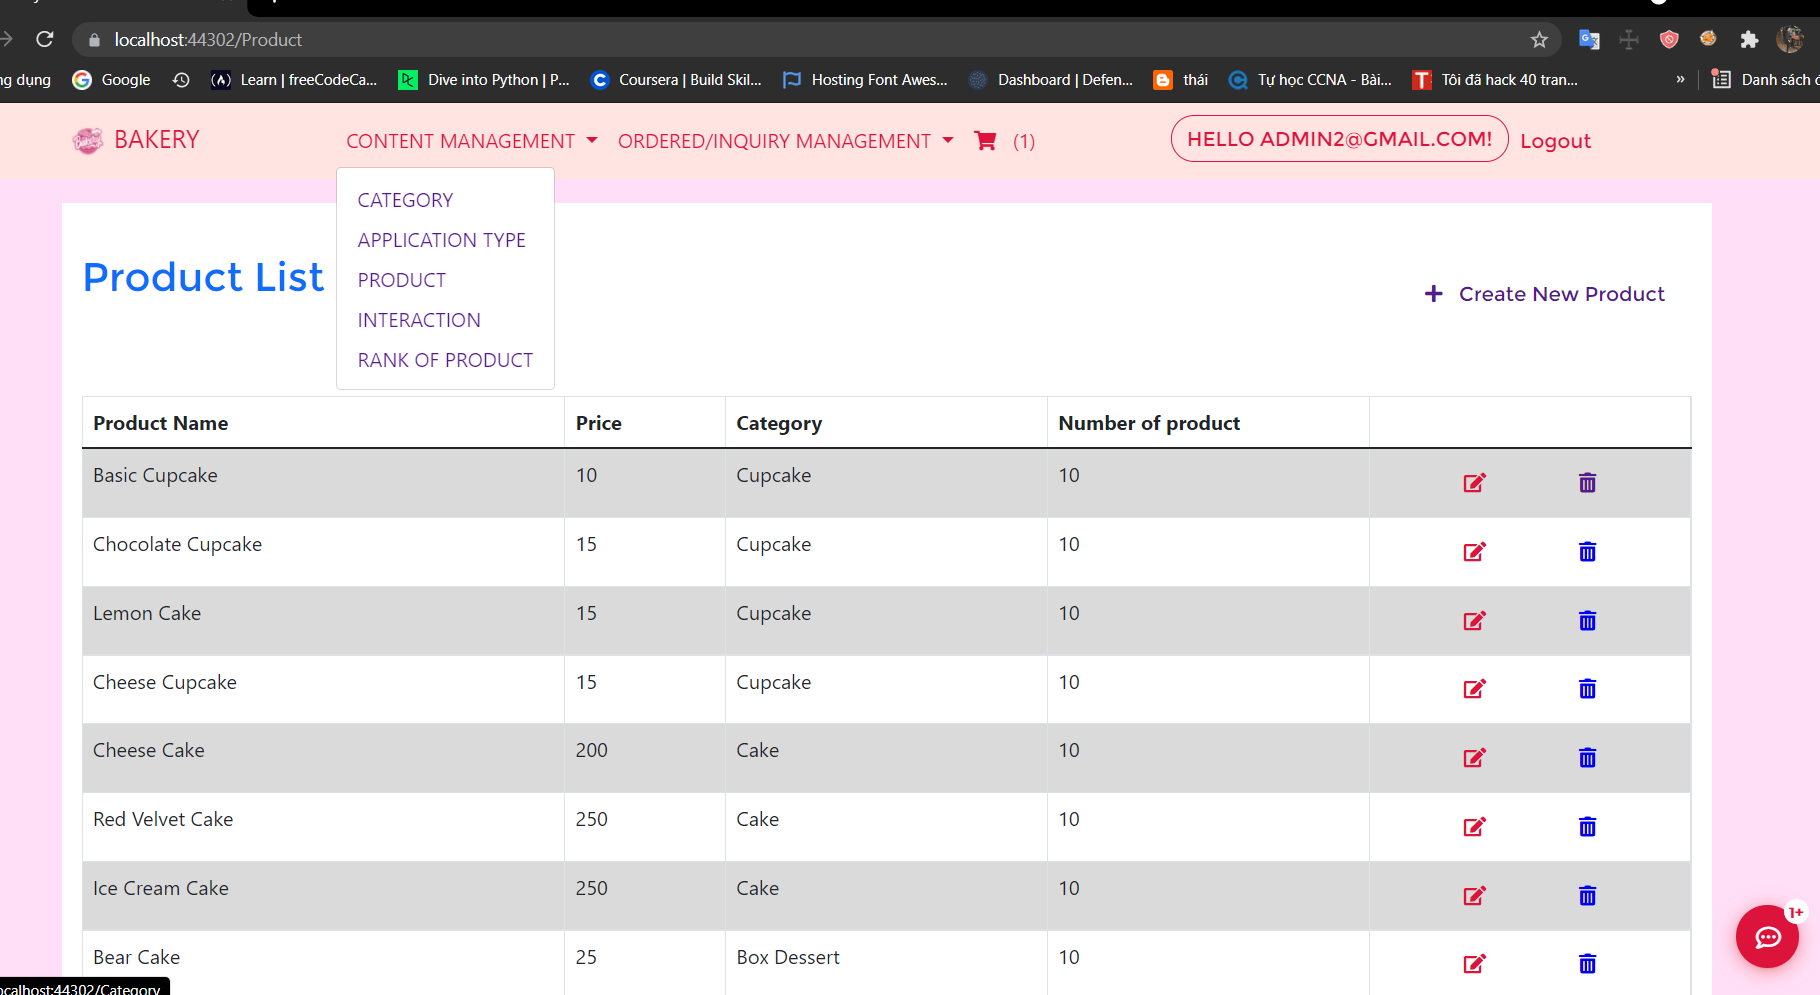 localhost:44302/Product
ng dụng Google Learn | freeCodeCa... Dive into Python | P... Coursera | Build Skil... Hosting Font Awes... Dashboard | Defen... thái Tự học CCNA - Bài... Tôi đã hack 40 tran... » Danh sách đ
BAKERY CONTENT MANAGEMENT ORDERED/INQUIRY MANAGEMENT (1) HELLO ADMIN2@GMAIL.COM! Logout
CATEGORY
APPLICATION TYPE
PRODUCT
INTERACTION
RANK OF PRODUCT
Product List
+ Create New Product
Product Name Price Category Number of product
Basic Cupcake 10 Cupcake 10
Chocolate Cupcake 15 Cupcake 10
Lemon Cake 15 Cupcake 10
Cheese Cupcake 15 Cupcake 10
Cheese Cake 200 Cake 10
Red Velvet Cake 250 Cake 10
Ice Cream Cake 250 Cake 10
Bear Cake 25 Box Dessert 10
1+
ocalhost:44302/Category